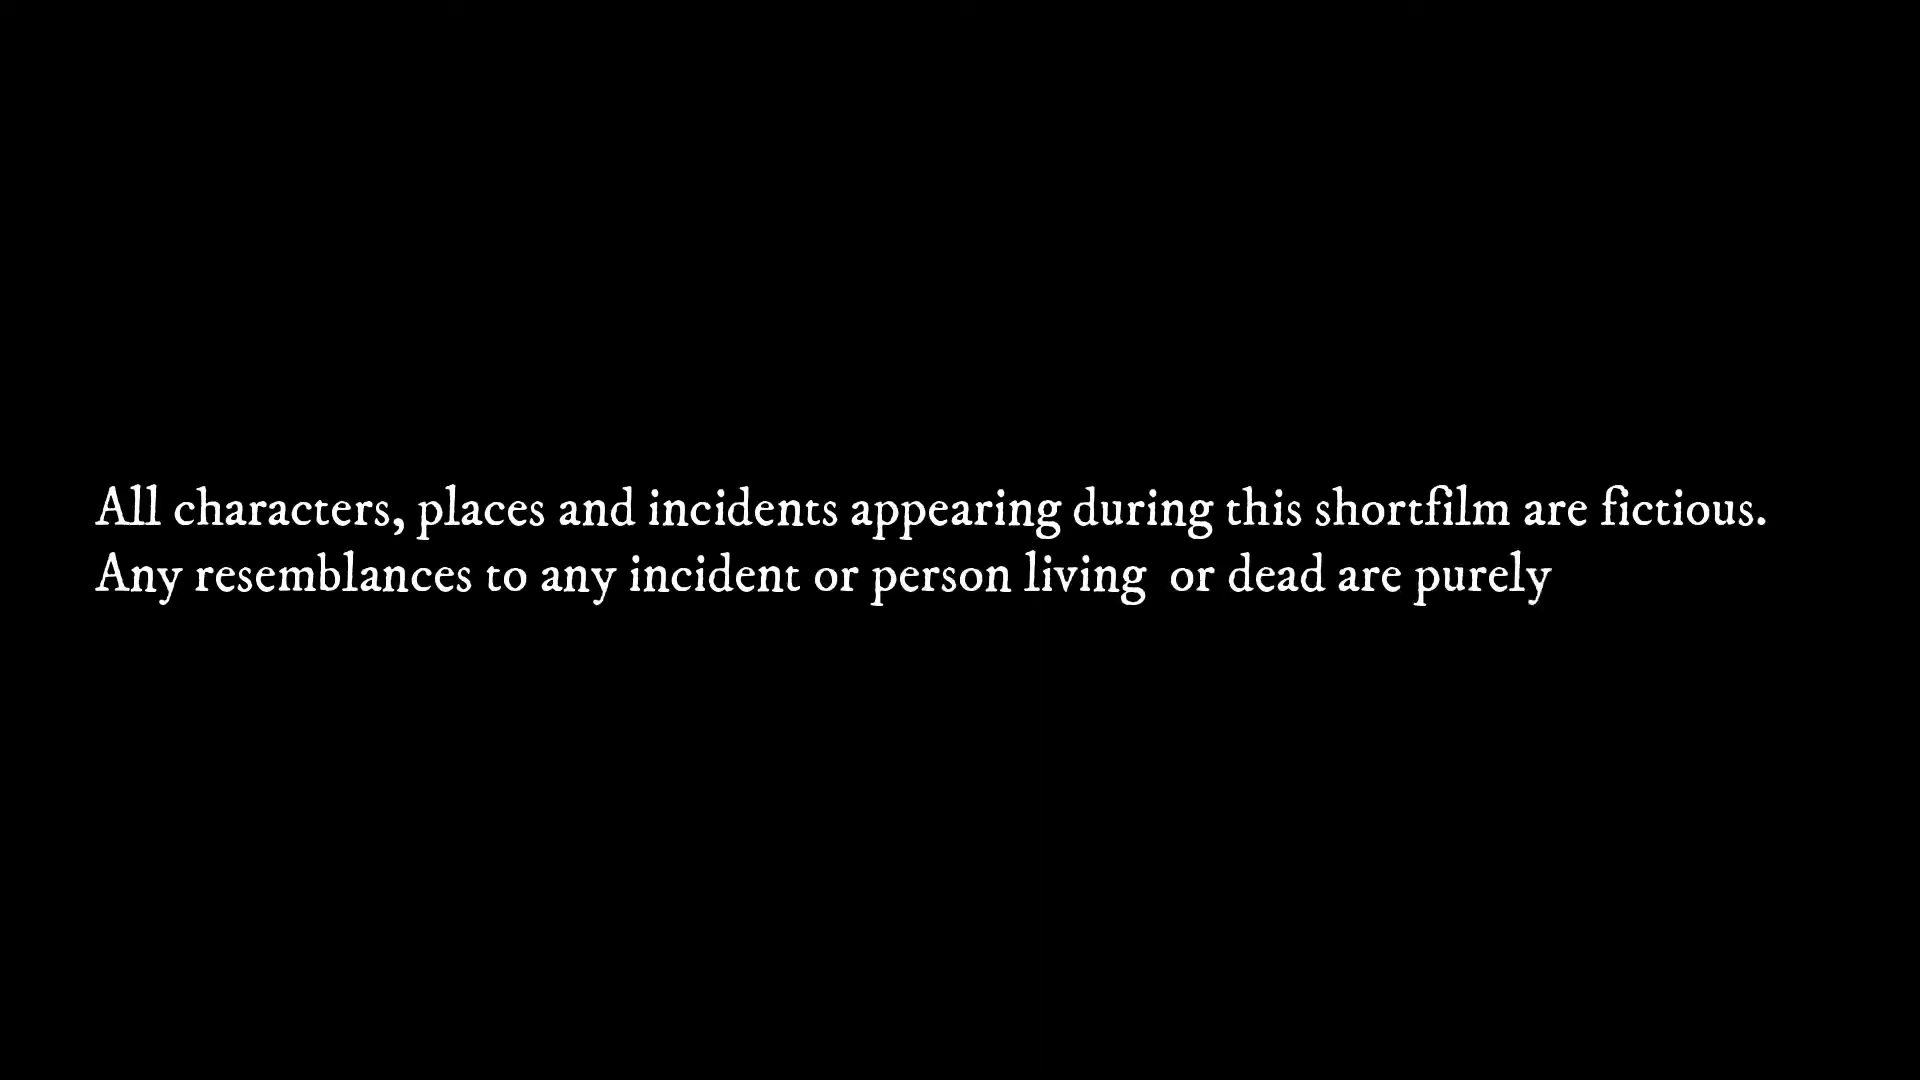 All characters, places and incidents appearing during this shortfilm are fictious.
Any resemblances to any incident or person living  or dead are purely